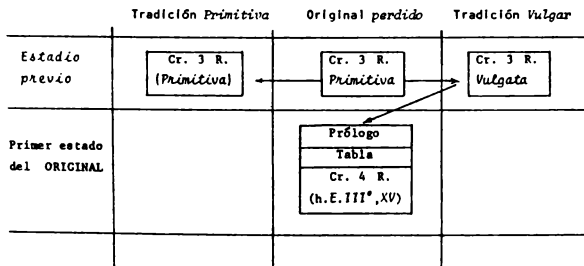 Tradición Primitiva
Original perdido
Tradición Vulgar
Estadio
previo
Cr. 3 R.
(Primitiva)
Cr. 3 R.
Primitiva
Cr. 3 R.
Vulgata
Primer estado
del ORIGINAL
Prólogo
Tabla
Cr. 4 R.
(h.E.III°,XV)